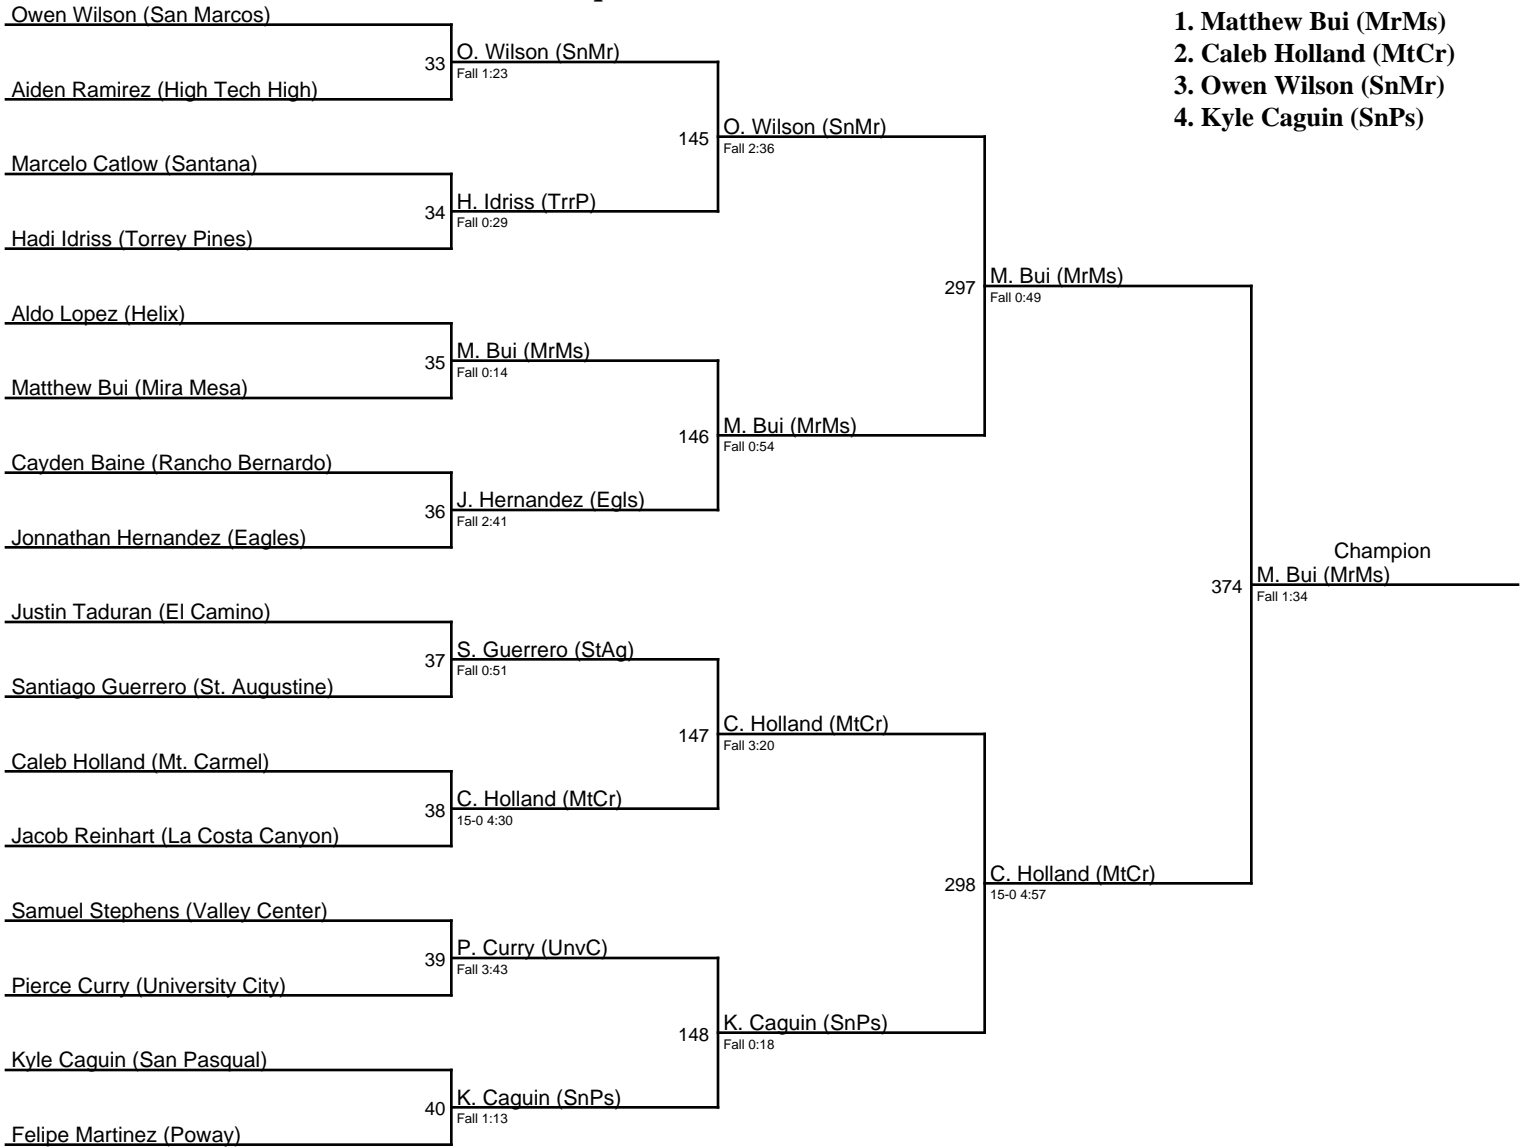 1. Matthew Bui (MrMs)
2. Caleb Holland (MtCr)
3. Owen Wilson (SnMr)
4. Kyle Caguin (SnPs)
Owen Wilson (San Marcos)
33
O. Wilson (SnMr)
Fall 1:23
Aiden Ramirez (High Tech High)
145
O. Wilson (SnMr)
Fall 2:36
Marcelo Catlow (Santana)
34
H. Idriss (TrrP)
Fall 0:29
Hadi Idriss (Torrey Pines)
297
M. Bui (MrMs)
Fall 0:49
Aldo Lopez (Helix)
35
M. Bui (MrMs)
Fall 0:14
Matthew Bui (Mira Mesa)
146
M. Bui (MrMs)
Fall 0:54
Cayden Baine (Rancho Bernardo)
36
J. Hernandez (Egls)
Fall 2:41
Jonnathan Hernandez (Eagles)
374
Champion
M. Bui (MrMs)
Fall 1:34
Justin Taduran (El Camino)
37
S. Guerrero (StAg)
Fall 0:51
Santiago Guerrero (St. Augustine)
147
C. Holland (MtCr)
Fall 3:20
Caleb Holland (Mt. Carmel)
38
C. Holland (MtCr)
15-0 4:30
Jacob Reinhart (La Costa Canyon)
298
C. Holland (MtCr)
15-0 4:57
Samuel Stephens (Valley Center)
39
P. Curry (UnvC)
Fall 3:43
Pierce Curry (University City)
148
K. Caguin (SnPs)
Fall 0:18
Kyle Caguin (San Pasqual)
40
K. Caguin (SnPs)
Fall 1:13
Felipe Martinez (Poway)